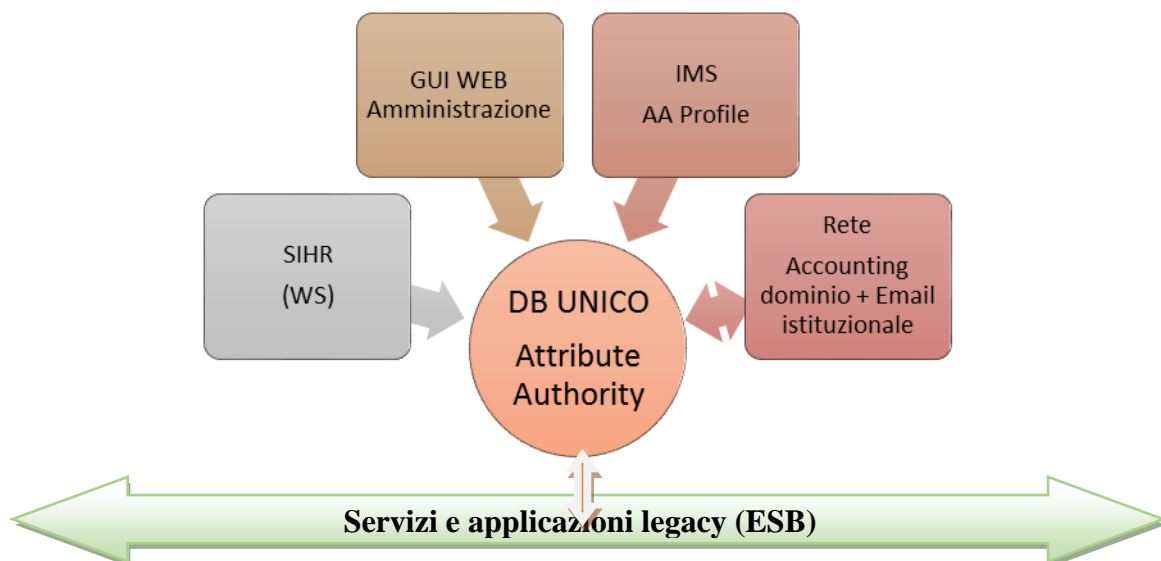 GUI WEB
Amministrazione
IMS
AA Profile
SIHR
(WS)
Rete
Accounting
dominio + Email
istituzionale
DB UNICO
Attribute
Authority
Servizi e applicazioni legacy (ESB)